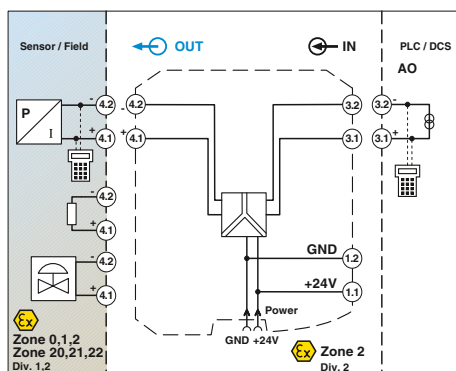 Sensor / Field
OUT
IN
PLC / DCS
AO
- 4.2
- 4.2
3.2
3.2 -
P
I
+ 4.1
+ 4.1
3.1
3.1 +
- 4.2
+ 4.1
- 4.2
+ 4.1
GND 1.2
+24V 1.1
Power
GND +24V
Ex
Zone 0,1,2
Zone 20,21,22
Div. 1,2
Ex
Zone 2
Div. 2